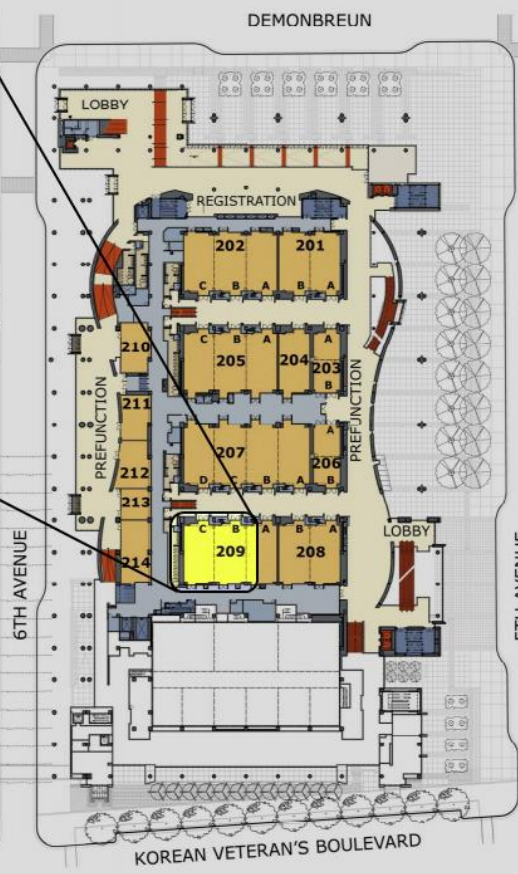 DEMONBREUN
LOBBY
REGISTRATION
202 201
C B A B A
210
C B A A
205 204 203
B
211
PREFUNCTION
PREFUNCTION
A
207 206
212
D C B A B
213
C B A B A
LOBBY
209 208
214
6TH AVENUE
KOREAN VETERAN'S BOULEVARD